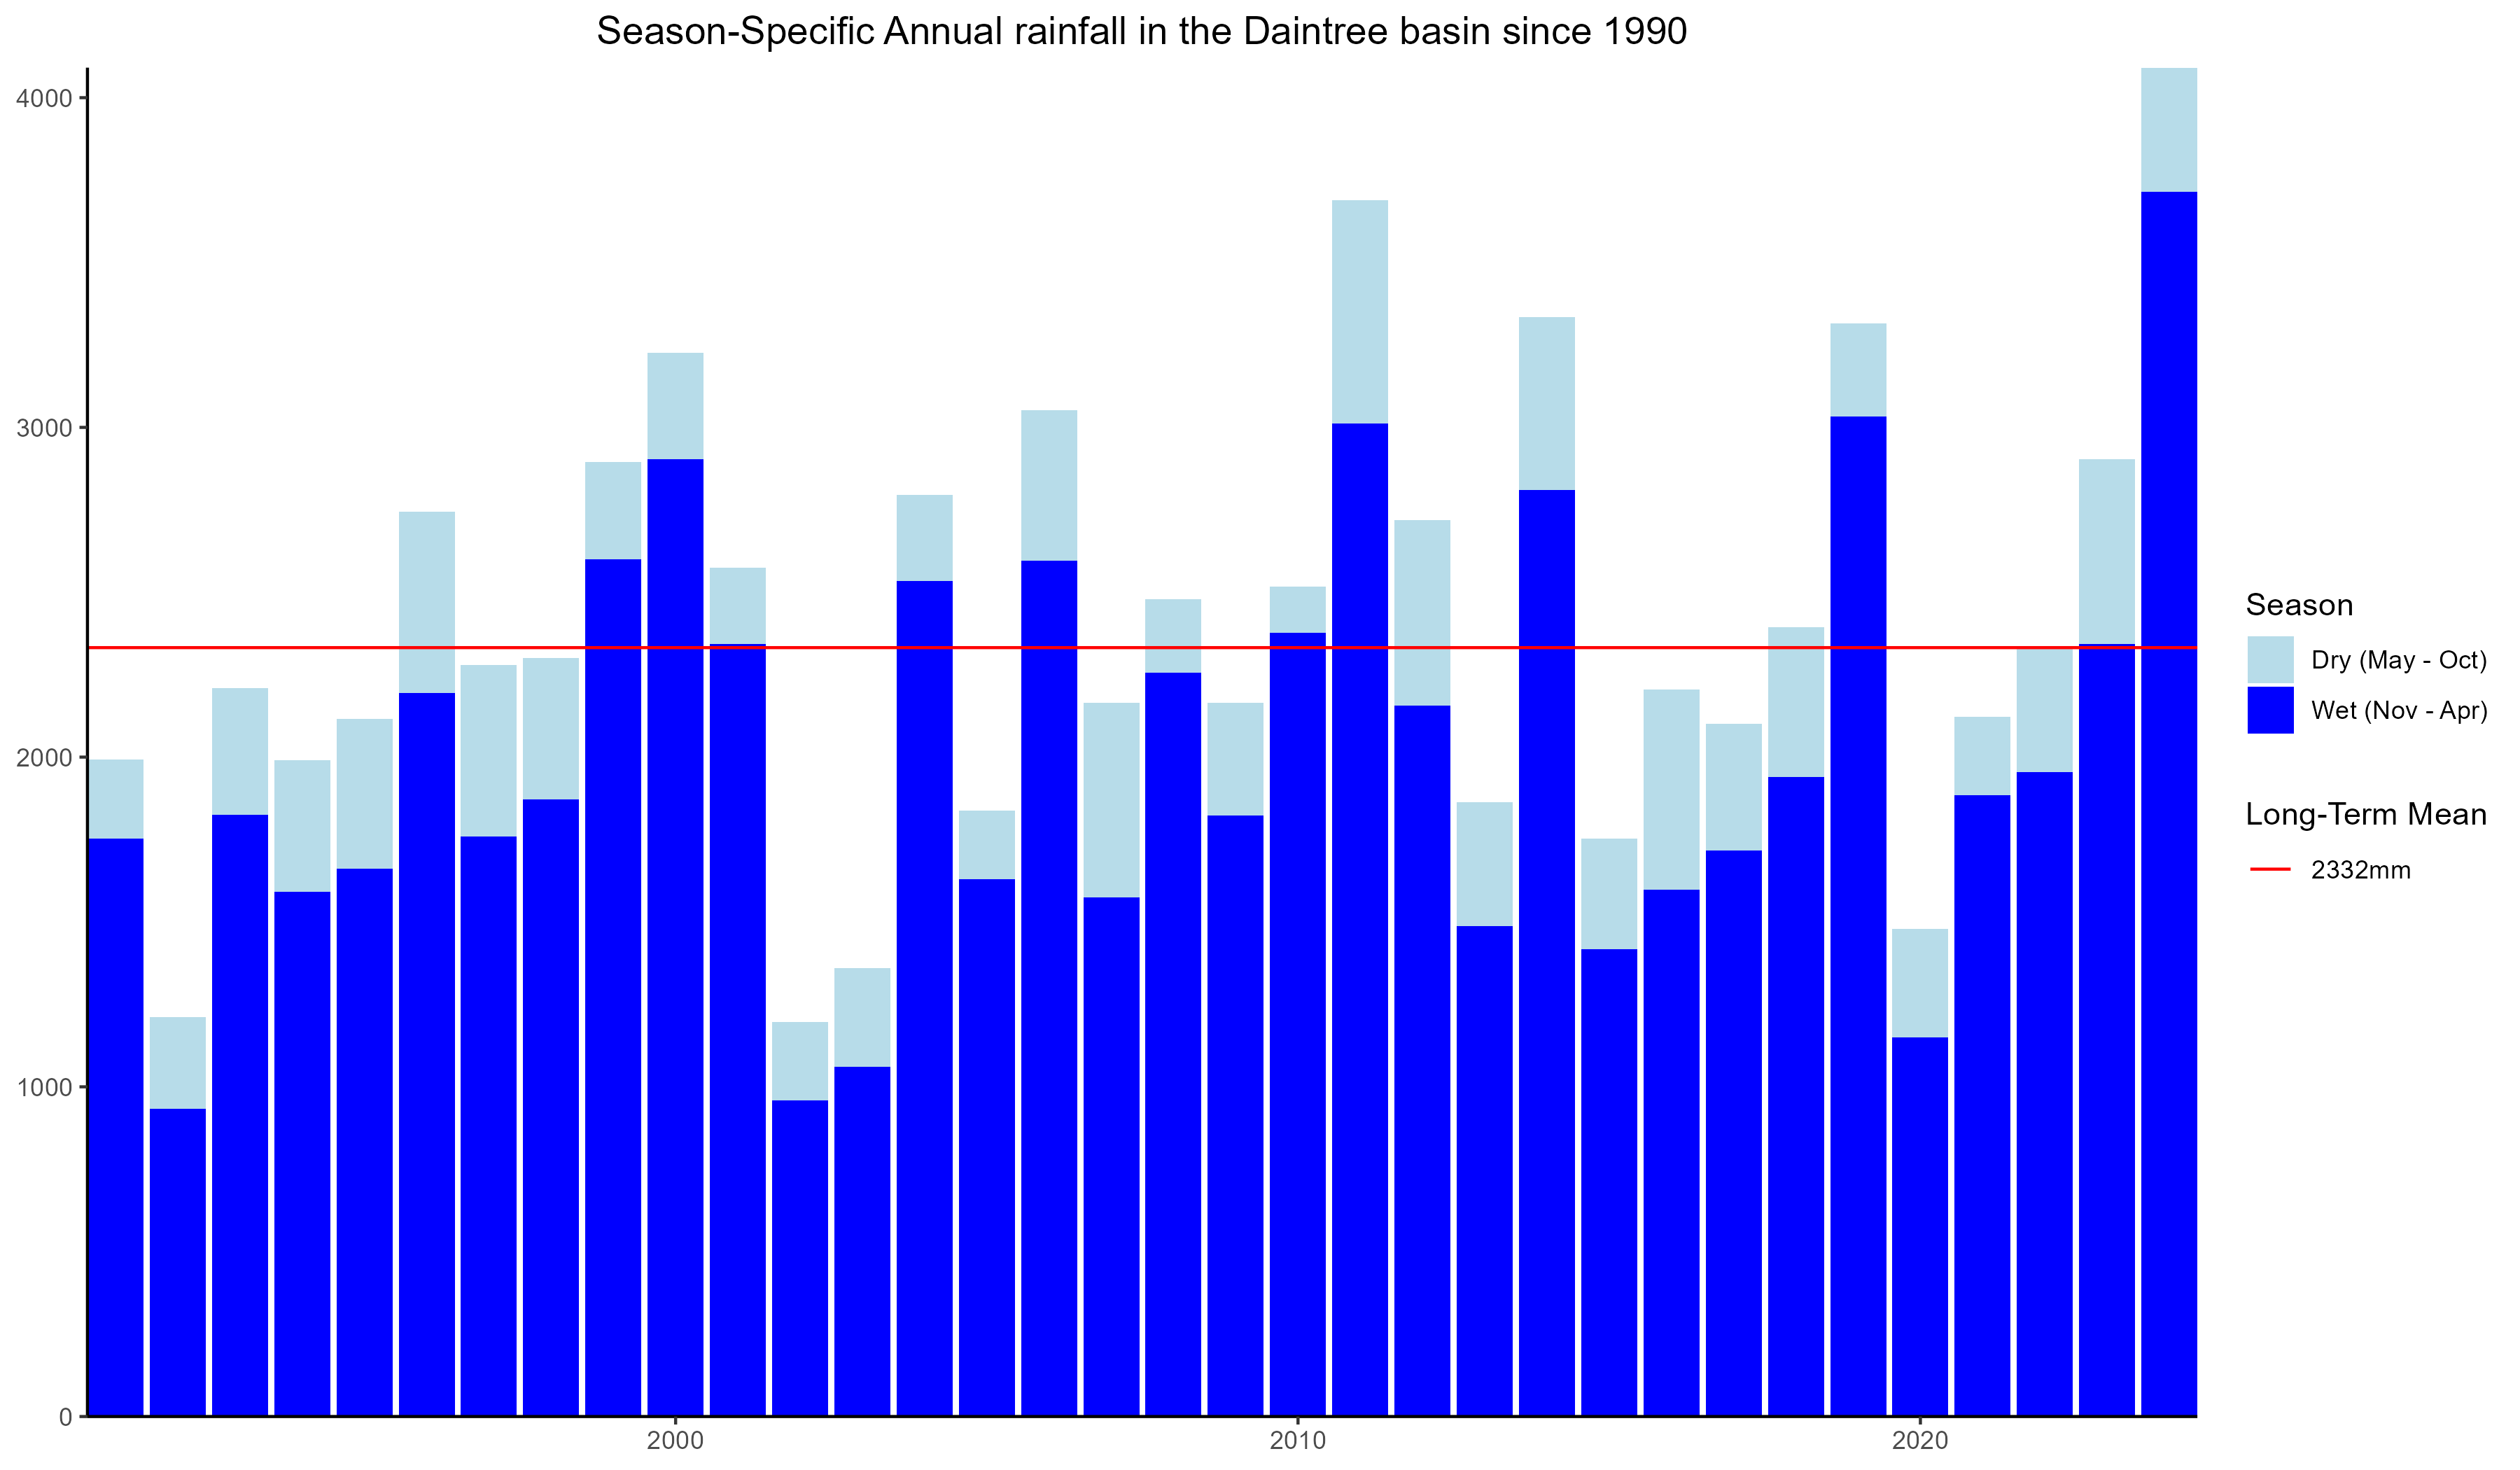 Season-Specific Annual rainfall in the Daintree basin since 1990
4000
3000
2000
1000
0
2000
2010
2020
Season
Dry (May - Oct)
Wet (Nov - Apr)
Long-Term Mean
2332mm